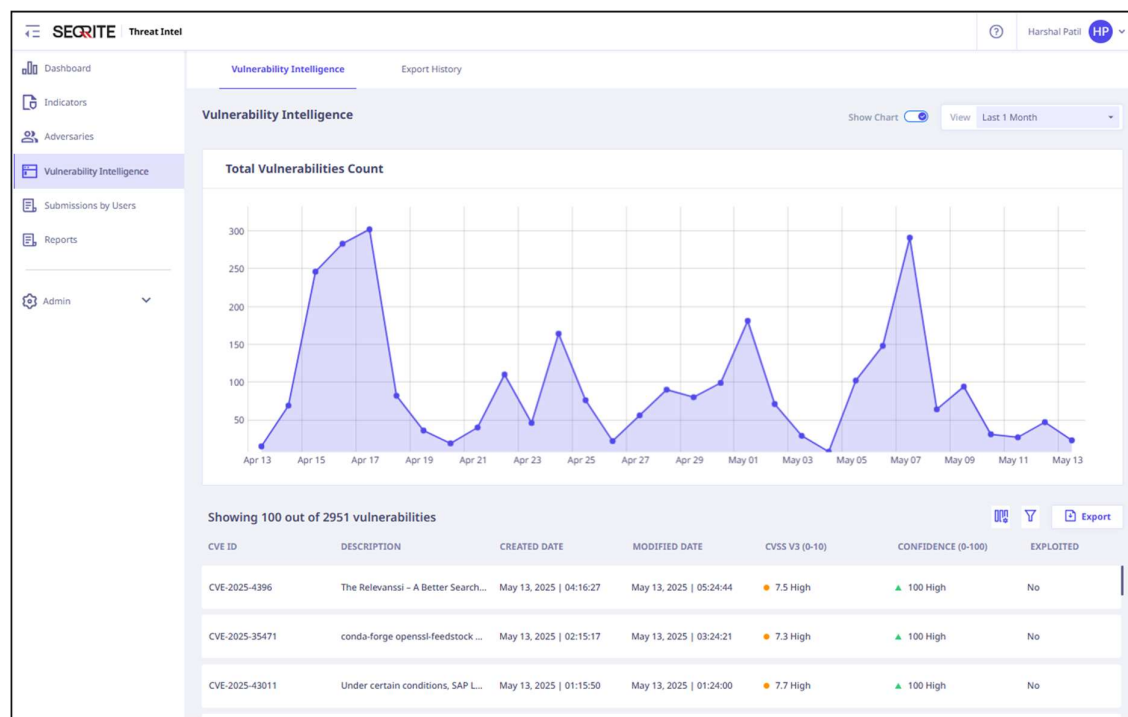 SEQRITE Threat Intel
Harshal Patil HP
Dashboard
Indicators
Adversaries
Vulnerability Intelligence
Submissions by Users
Reports
Admin
Vulnerability Intelligence Export History
Vulnerability Intelligence Show Chart View Last 1 Month
Total Vulnerabilities Count
300
250
200
150
100
50
Apr 13 Apr 15 Apr 17 Apr 19 Apr 21 Apr 23 Apr 25 Apr 27 Apr 29 May 01 May 03 May 05 May 07 May 09 May 11 May 13
Showing 100 out of 2951 vulnerabilities Export
CVE ID DESCRIPTION CREATED DATE MODIFIED DATE CVSS V3 (0-10) CONFIDENCE (0-100) EXPLOITED
CVE-2025-4396 The Relevanssi – A Better Search... May 13, 2025 | 04:16:27 May 13, 2025 | 05:24:44 7.5 High 100 High No
CVE-2025-35471 conda-forge openssl-feedstock ... May 13, 2025 | 02:15:17 May 13, 2025 | 03:24:21 7.3 High 100 High No
CVE-2025-43011 Under certain conditions, SAP L... May 13, 2025 | 01:15:50 May 13, 2025 | 01:24:00 7.7 High 100 High No